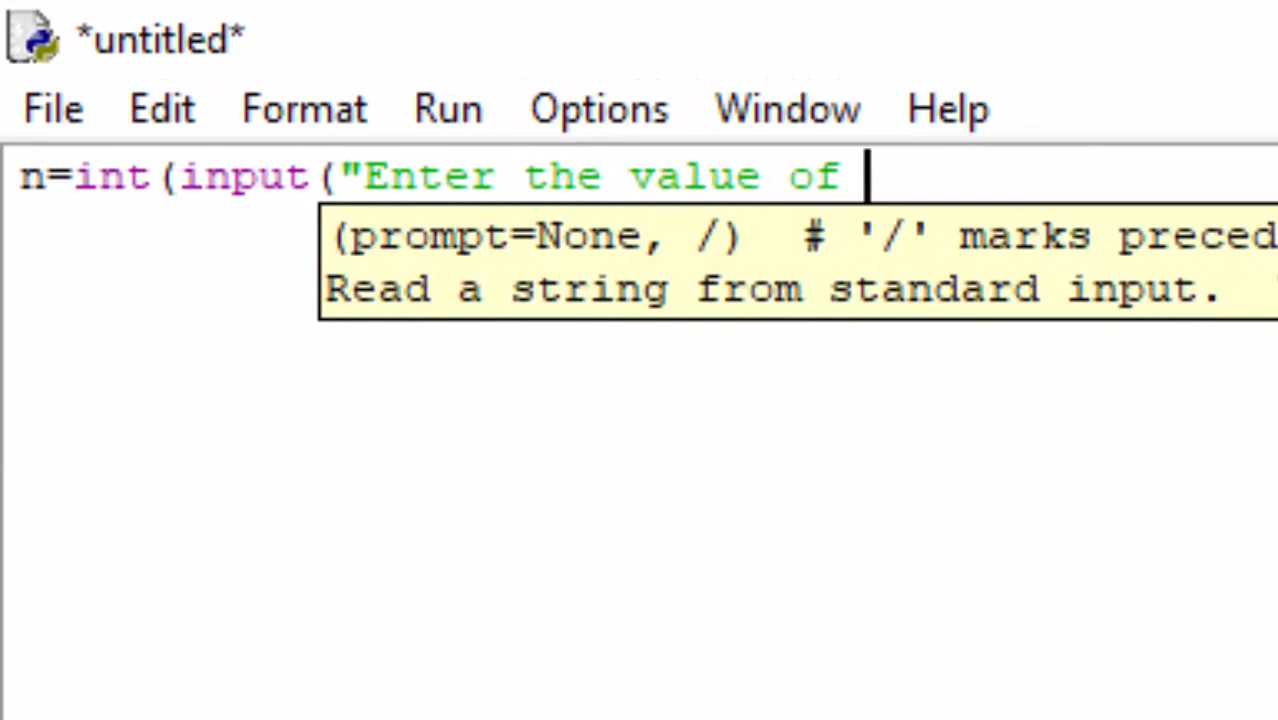 *untitled*
File Edit Format Run Options Window Help
n=int(input("Enter the value of
(prompt=None, /)  # '/' marks preced
Read a string from standard input.